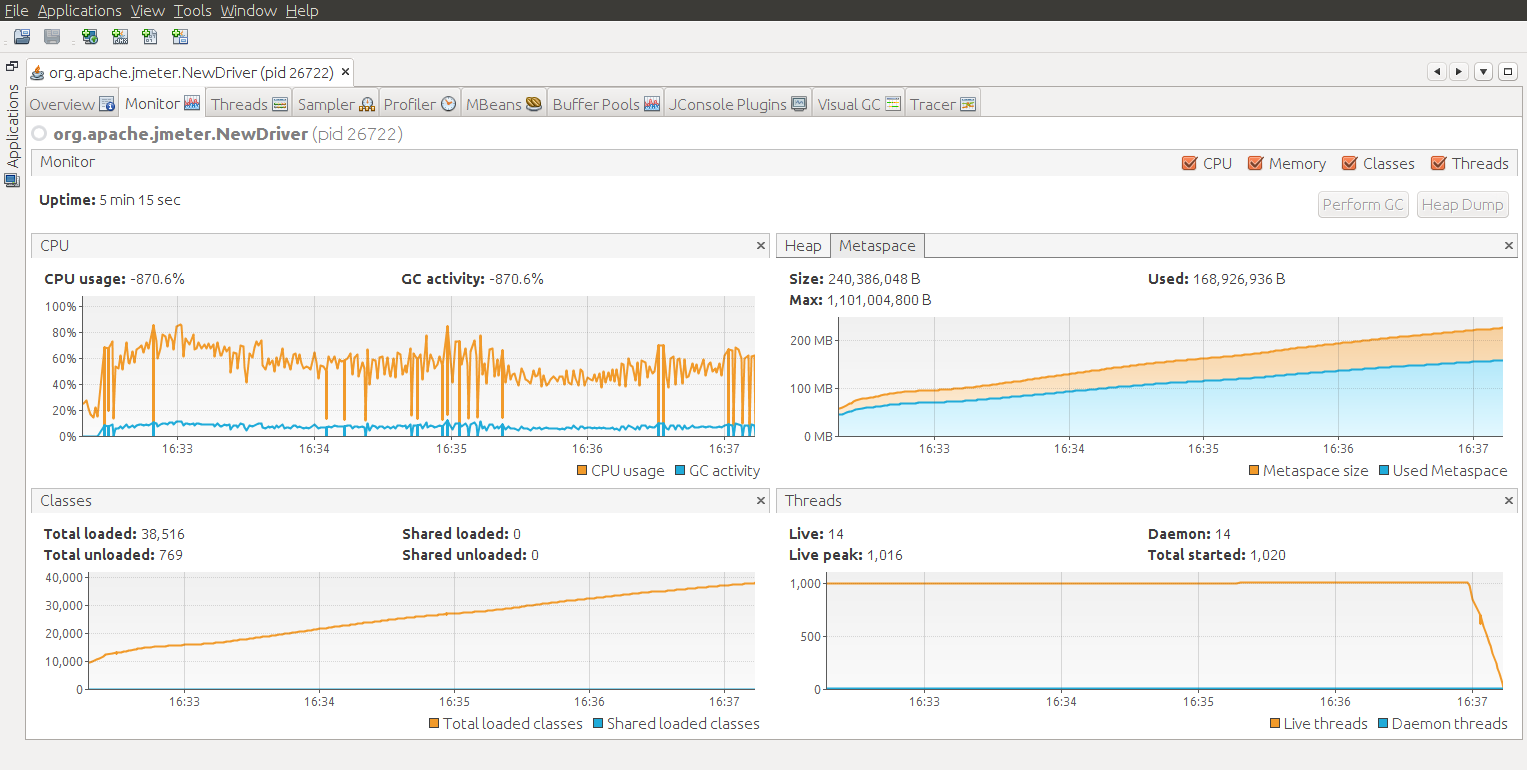 File Applications View Tools Window Help
org.apache.jmeter.NewDriver (pid 26722)
Applications
Overview Monitor Threads Sampler Profiler MBeans Buffer Pools JConsole Plugins Visual GC Tracer
org.apache.jmeter.NewDriver (pid 26722)
Monitor CPU Memory Classes Threads
Uptime: 5 min 15 sec Perform GC Heap Dump
CPU
CPU usage: -870.6% GC activity: -870.6%
100%
80%
60%
40%
20%
0%
16:33 16:34 16:35 16:36 16:37
CPU usage GC activity
Heap Metaspace
Size: 240,386,048 B Used: 168,926,936 B
Max: 1,101,004,800 B
200 MB
100 MB
0 MB
16:33 16:34 16:35 16:36 16:37
Metaspace size Used Metaspace
Classes
Total loaded: 38,516 Shared loaded: 0
Total unloaded: 769 Shared unloaded: 0
40,000
30,000
20,000
10,000
0
16:33 16:34 16:35 16:36 16:37
Total loaded classes Shared loaded classes
Threads
Live: 14 Daemon: 14
Live peak: 1,016 Total started: 1,020
1,000
500
0
16:33 16:34 16:35 16:36 16:37
Live threads Daemon threads